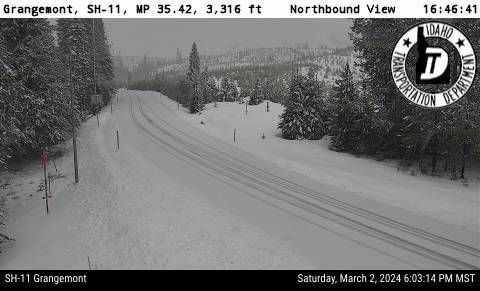 Grangemont, SH-11, MP 35.42, 3,316 ft Northbound View 16:46:41
IDAHO
TRANSPORTATION DEPARTMENT
SH-11 Grangemont Saturday, March 2, 2024 6:03:14 PM MST